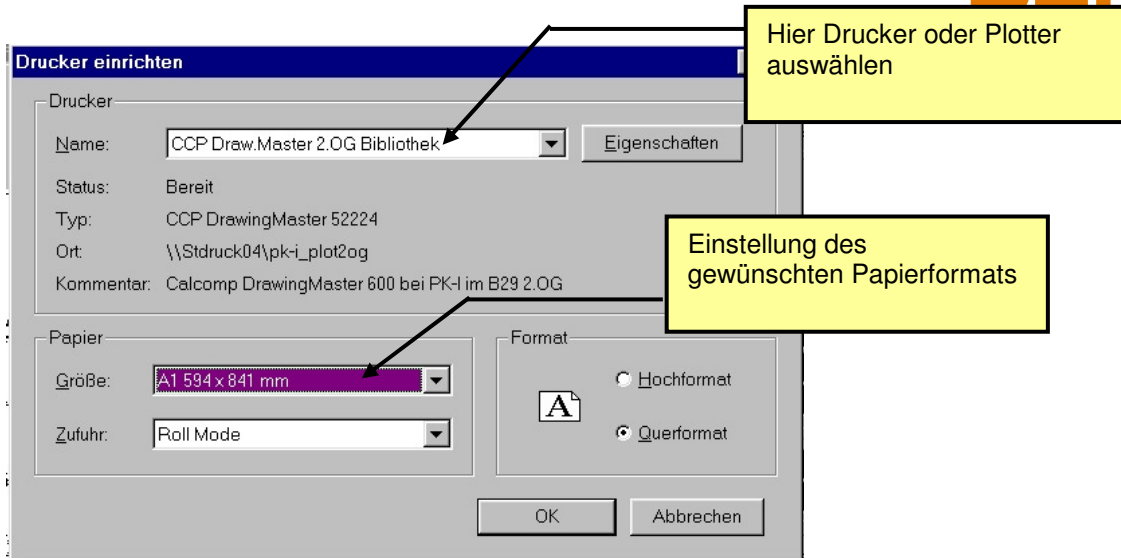 Hier Drucker oder Plotter
auswählen
Drucker einrichten
Drucker
Name: CCP Draw.Master 2.OG Bibliothek Eigenschaften
Status: Bereit
Typ: CCP DrawingMaster 52224
Ort: \\Stdruck04\pk-i_plot2og
Kommentar: Calcomp DrawingMaster 600 bei PK-I im B29 2.OG
Einstellung des
gewünschten Papierformats
Papier
Größe: A1 594 x 841 mm
Zufuhr: Roll Mode
Format
A
Hochformat
Querformat
OK Abbrechen